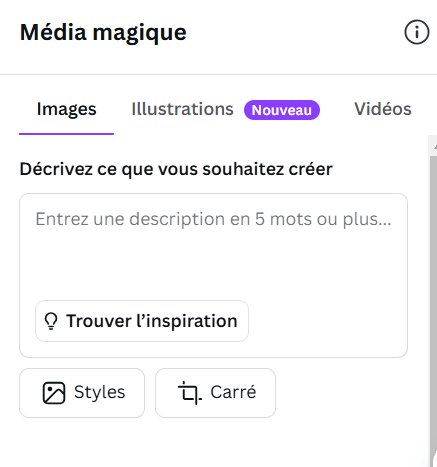 Média magique
Images Illustrations Nouveau Vidéos
Décrivez ce que vous souhaitez créer
Entrez une description en 5 mots ou plus...
Trouver l’inspiration
Styles Carré